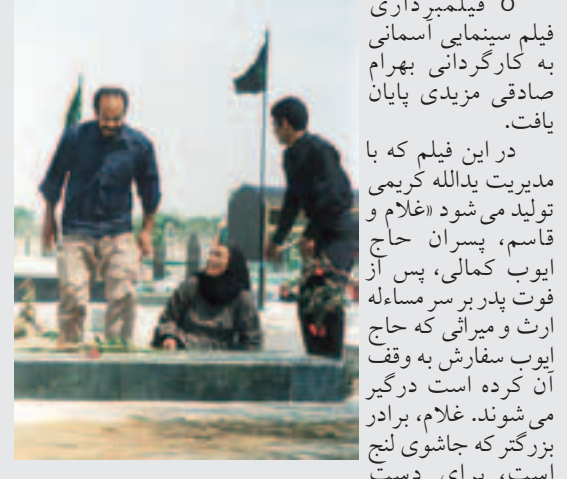 o فیلمبرداری
فیلم سینمایی آسمانی
به کارگردانی بهرام
صادقی مزیدی پایان
یافت.
در این فیلم که با
مدیریت یدالله کریمی
تولید می شود «غلام و
قاسم، پسران حاج
ایوب کمالی، پس از
فوت پدر بر سر مساءله
ارث و میراثی که حاج
ایوب سفارش به وقف
آن کرده است درگیر
می شوند. غلام، برادر
بزرگتر که جاشوی لنج
است، برای دست